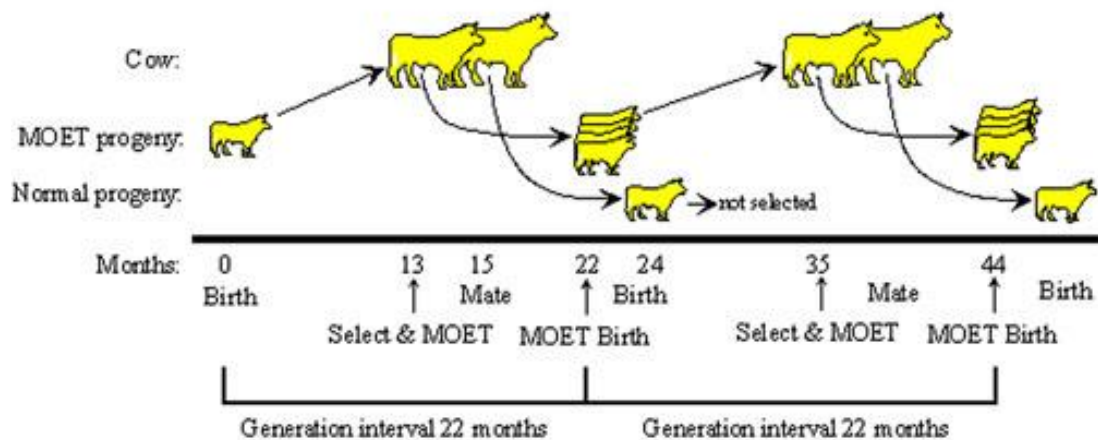 Cow:
MOET progeny:
Normal progeny:
not selected
Months: 0 13 15 22 24 35 44
Birth Mate Birth Mate Birth
Select & MOET MOET Birth Select & MOET MOET Birth
Generation interval 22 months Generation interval 22 months